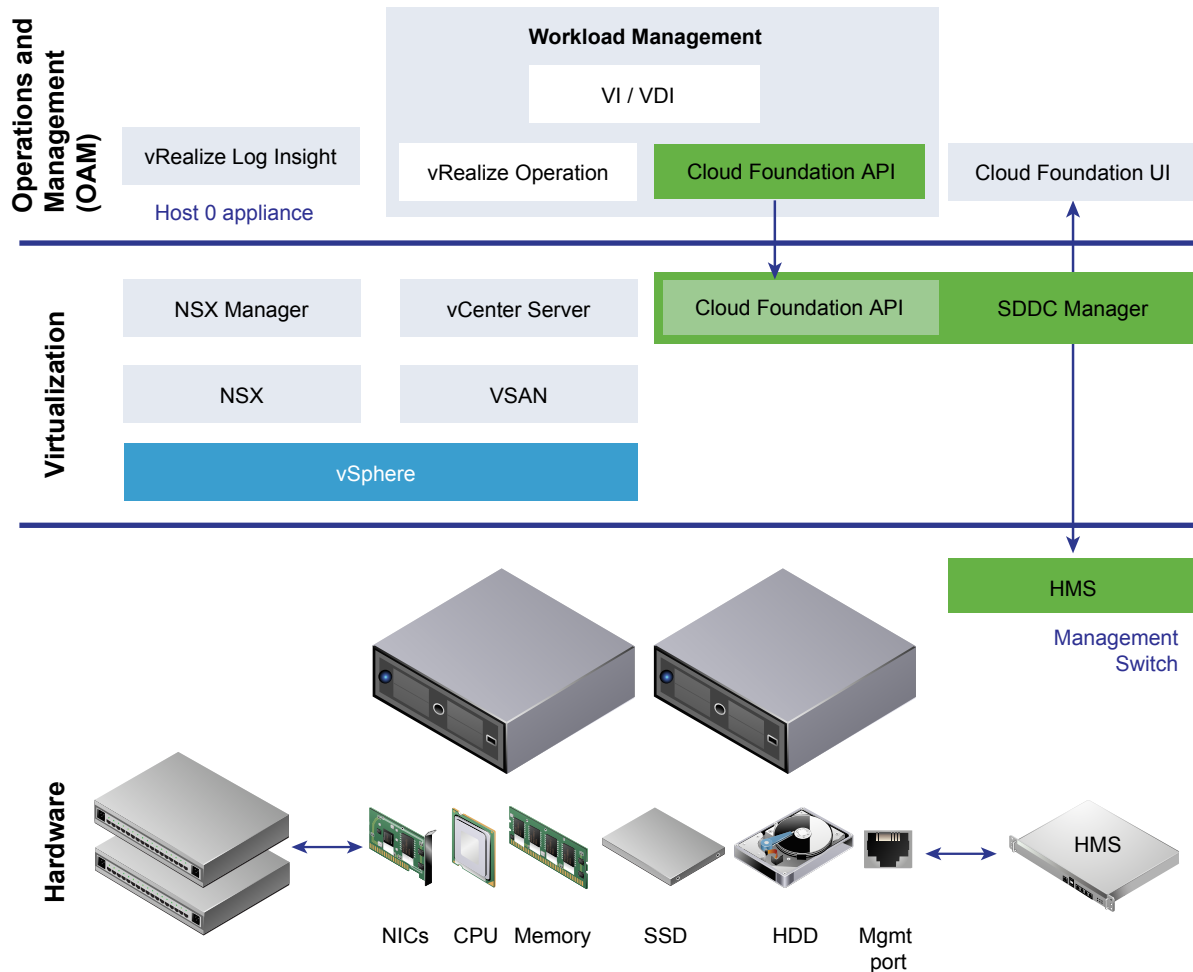 Operations and
Management
(OAM)
Workload Management
VI / VDI
vRealize Log Insight
vRealize Operation
Cloud Foundation API
Cloud Foundation UI
Host 0 appliance
Virtualization
NSX Manager
vCenter Server
Cloud Foundation API
SDDC Manager
NSX
VSAN
vSphere
HMS
Management
Switch
Hardware
HMS
NICs
CPU
Memory
SSD
HDD
Mgmt
port